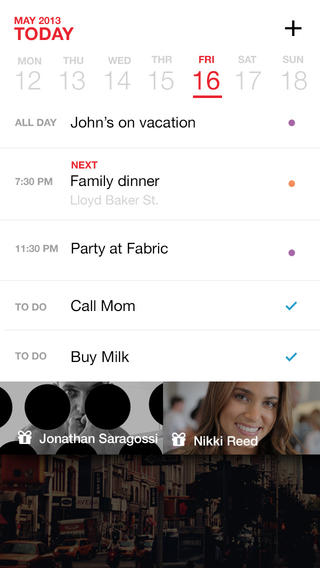 MAY 2013
TODAY
MON THU WED THR FRI SAT SUN
12 13 14 15 16 17 18
ALL DAY John's on vacation
NEXT
7:30 PM Family dinner
Lloyd Baker St.
11:30 PM Party at Fabric
TO DO Call Mom
TO DO Buy Milk
Jonathan Saragossi Nikki Reed